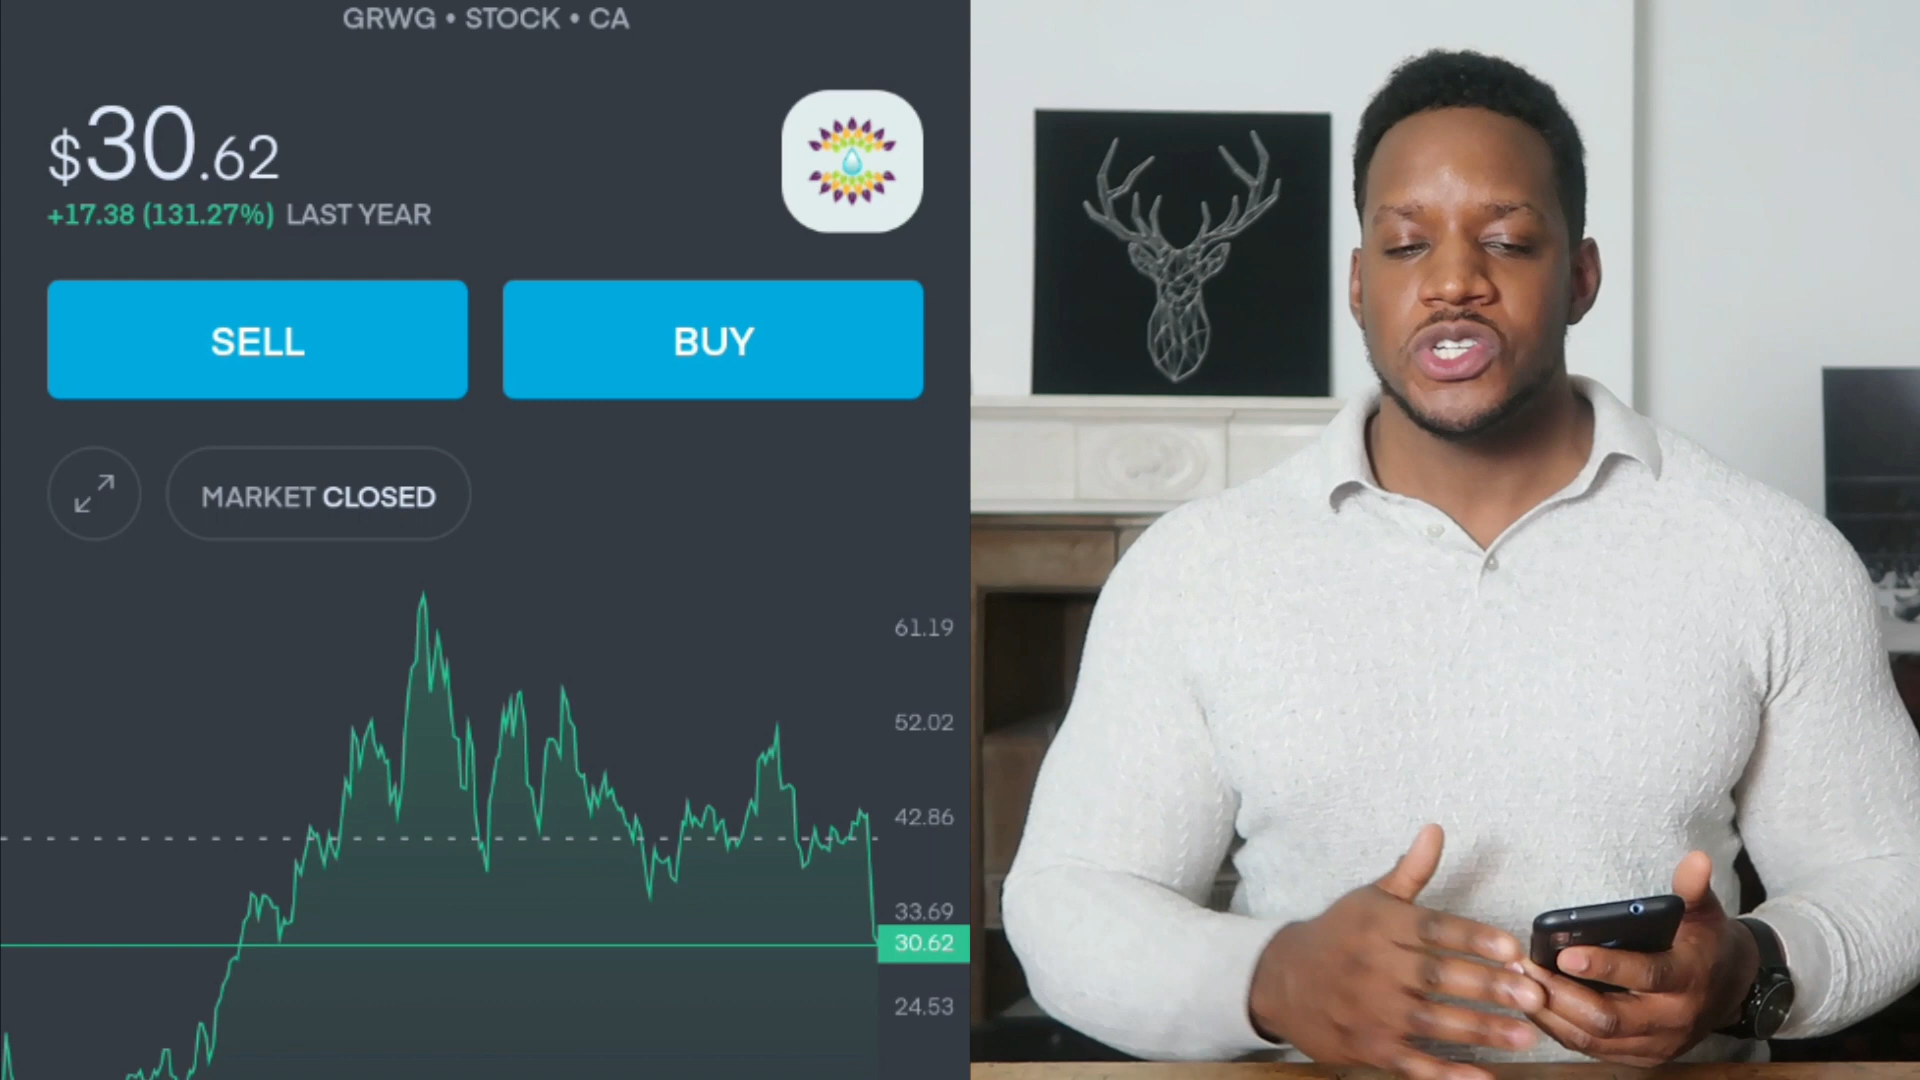 GRWG • STOCK • CA
$30.62
+17.38 (131.27%) LAST YEAR
SELL
BUY
MARKET CLOSED
61.19
52.02
42.86
33.69
30.62
24.53